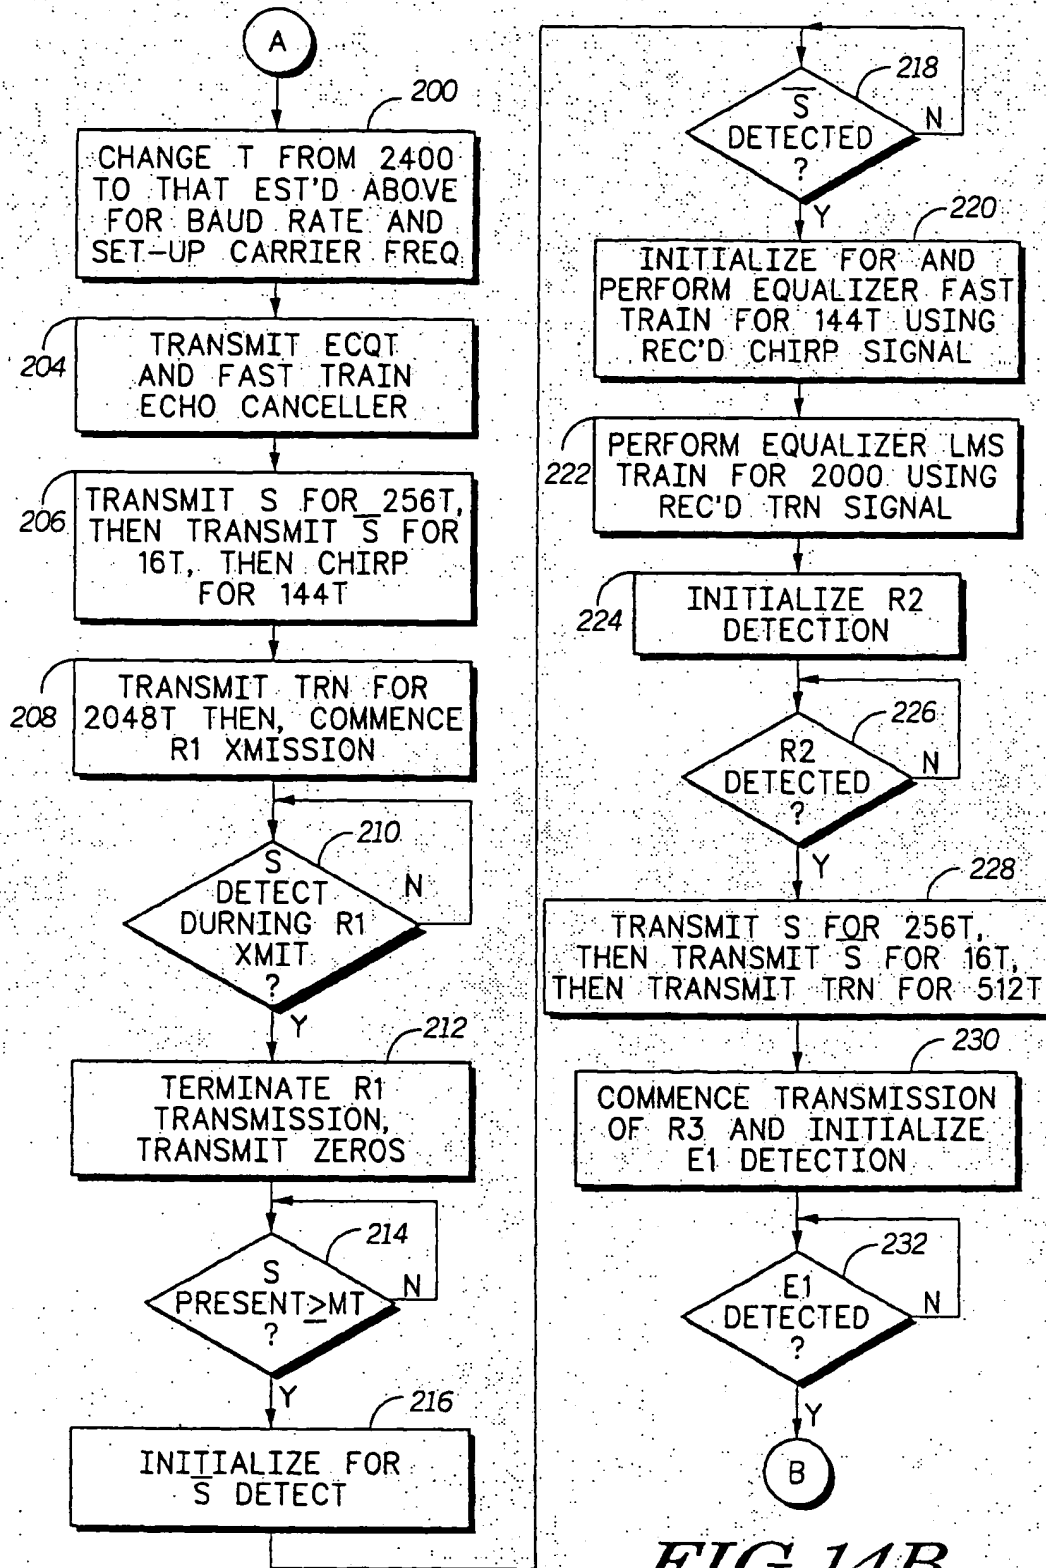 A
200
CHANGE T FROM 2400
TO THAT EST'D ABOVE
FOR BAUD RATE AND
SET-UP CARRIER FREQ
204
TRANSMIT ECQT
AND FAST TRAIN
ECHO CANCELLER
206
TRANSMIT S FOR 256T,
THEN TRANSMIT S̅ FOR
16T, THEN CHIRP
FOR 144T
208
TRANSMIT TRN FOR
2048T THEN, COMMENCE
R1 XMISSION
210
S
DETECT
DURNING R1
XMIT
?
N
Y
212
TERMINATE R1
TRANSMISSION,
TRANSMIT ZEROS
214
S
PRESENT≥MT
?
N
Y
216
INITIALIZE FOR
S̅ DETECT
218
S̅
DETECTED
?
N
Y
220
INITIALIZE FOR AND
PERFORM EQUALIZER FAST
TRAIN FOR 144T USING
REC'D CHIRP SIGNAL
222
PERFORM EQUALIZER LMS
TRAIN FOR 2000 USING
REC'D TRN SIGNAL
224
INITIALIZE R2
DETECTION
226
R2
DETECTED
?
N
Y
228
TRANSMIT S FOR 256T,
THEN TRANSMIT S̅ FOR 16T,
THEN TRANSMIT TRN FOR 512T
230
COMMENCE TRANSMISSION
OF R3 AND INITIALIZE
E1 DETECTION
232
E1
DETECTED
?
N
Y
B
FIG.14B